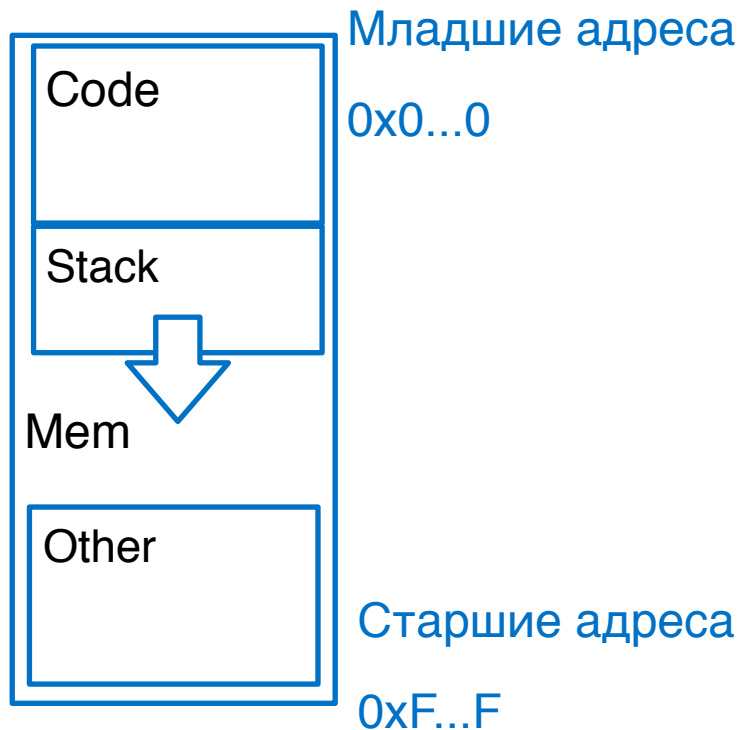 Младшие адреса
Code
0x0...0
Stack
Mem
Other
Старшие адреса
0xF...F